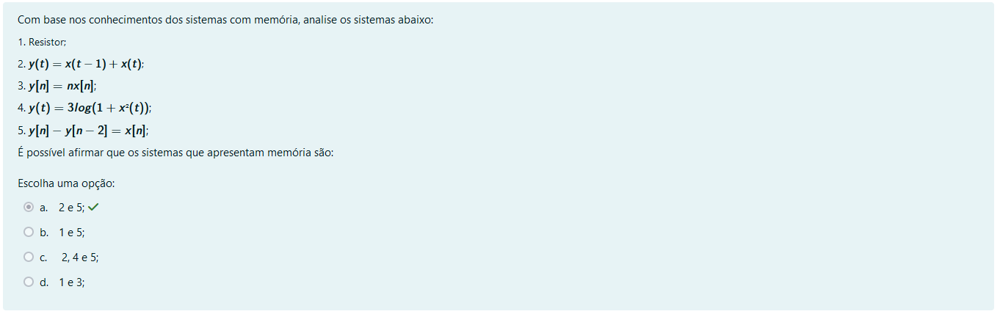 Com base nos conhecimentos dos sistemas com memória, analise os sistemas abaixo:
1. Resistor;
2. y(t) = x(t − 1) + x(t);
3. y[n] = nx[n];
4. y(t) = 3log(1 + x²(t));
5. y[n] − y[n − 2] = x[n];
É possível afirmar que os sistemas que apresentam memória são:
Escolha uma opção:
a. 2 e 5; ✓
b. 1 e 5;
c. 2, 4 e 5;
d. 1 e 3;